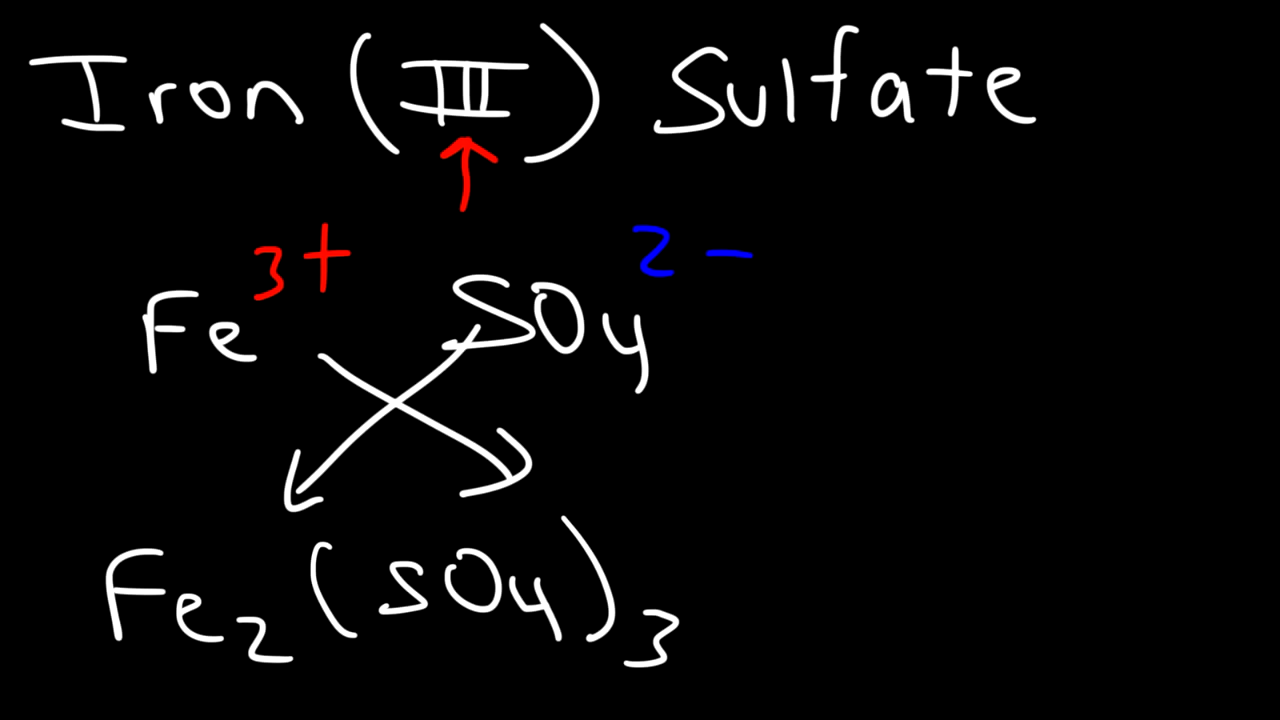 Iron (III) Sulfate
Fe³⁺ SO₄²⁻
Fe₂(SO₄)₃